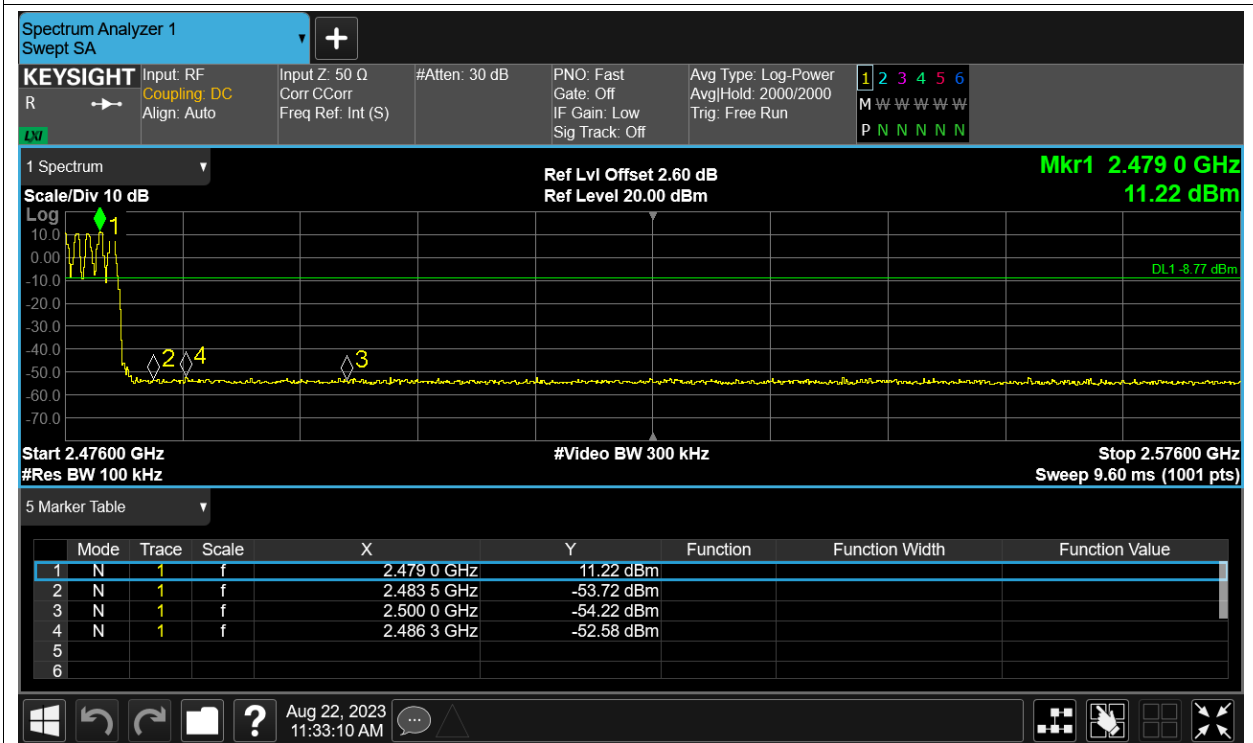 Spectrum Analyzer 1
Swept SA
KEYSIGHT Input: RF Input Z: 50 Ω #Atten: 30 dB PNO: Fast Avg Type: Log-Power 1 2 3 4 5 6
R Coupling: DC Corr CCorr Gate: Off Avg|Hold: 2000/2000 M W W W W W
Align: Auto Freq Ref: Int (S) IF Gain: Low Trig: Free Run
LXI Sig Track: Off P N N N N N
1 Spectrum Ref Lvl Offset 2.60 dB Mkr1 2.479 0 GHz
Scale/Div 10 dB Ref Level 20.00 dBm 11.22 dBm
Log
1
10.0
0.00
DL1 -8.77 dBm
-10.0
-20.0
-30.0
-40.0
2 4 3
-50.0
-60.0
-70.0
Start 2.47600 GHz #Video BW 300 kHz Stop 2.57600 GHz
#Res BW 100 kHz Sweep 9.60 ms (1001 pts)
5 Marker Table
Mode Trace Scale X Y Function Function Width Function Value
1 N 1 f 2.479 0 GHz 11.22 dBm
2 N 1 f 2.483 5 GHz -53.72 dBm
3 N 1 f 2.500 0 GHz -54.22 dBm
4 N 1 f 2.486 3 GHz -52.58 dBm
5
6
? Aug 22, 2023
11:33:10 AM